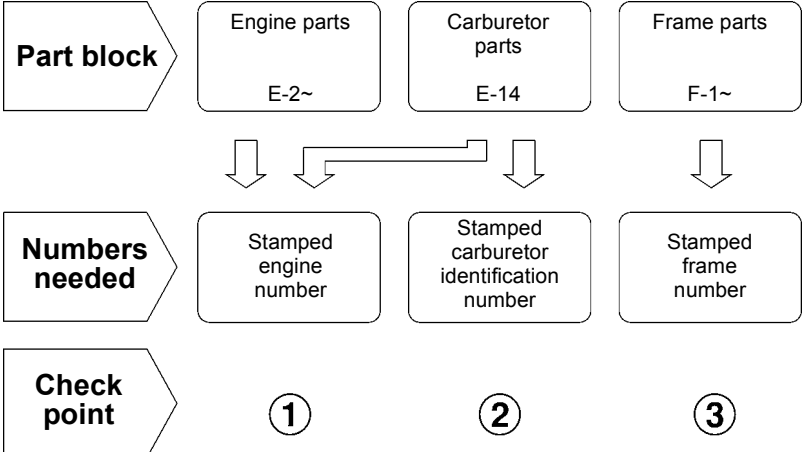 Part block
Engine parts
E-2~
Carburetor
parts
E-14
Frame parts
F-1~
Numbers
needed
Stamped
engine
number
Stamped
carburetor
identification
number
Stamped
frame
number
Check
point
①
②
③